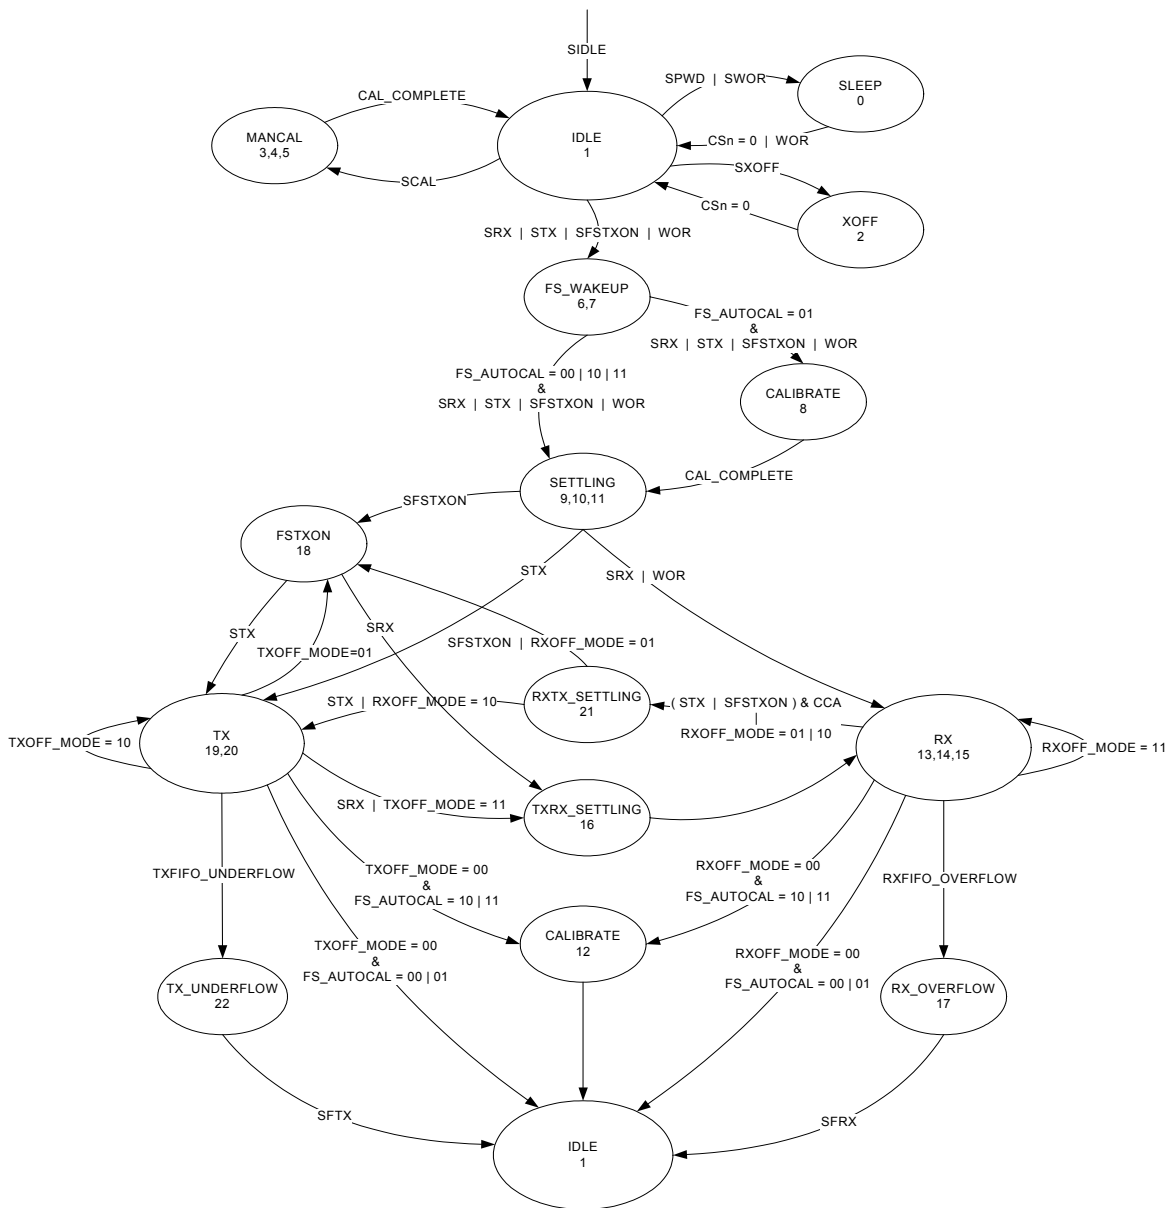 SIDLE
SPWD | SWOR
SLEEP
0
CAL_COMPLETE
IDLE
1
MANCAL
3,4,5
CSn = 0 | WOR
SXOFF
SCAL
CSn = 0
XOFF
2
SRX | STX | SFSTXON | WOR
FS_WAKEUP
6,7
FS_AUTOCAL = 01
&
SRX | STX | SFSTXON | WOR
FS_AUTOCAL = 00 | 10 | 11
&
SRX | STX | SFSTXON | WOR
CALIBRATE
8
CAL_COMPLETE
SETTLING
9,10,11
SFSTXON
FSTXON
18
STX
SRX | WOR
STX
SRX
TXOFF_MODE=01
SFSTXON | RXOFF_MODE = 01
RXTX_SETTLING
21
STX | RXOFF_MODE = 10
( STX | SFSTXON ) & CCA
|
RXOFF_MODE = 01 | 10
TXOFF_MODE = 10
TX
19,20
RX
13,14,15
RXOFF_MODE = 11
SRX | TXOFF_MODE = 11
TXRX_SETTLING
16
TXFIFO_UNDERFLOW
TXOFF_MODE = 00
&
FS_AUTOCAL = 10 | 11
RXOFF_MODE = 00
&
FS_AUTOCAL = 10 | 11
RXFIFO_OVERFLOW
CALIBRATE
12
TXOFF_MODE = 00
&
FS_AUTOCAL = 00 | 01
RXOFF_MODE = 00
&
FS_AUTOCAL = 00 | 01
TX_UNDERFLOW
22
RX_OVERFLOW
17
SFTX
SFRX
IDLE
1